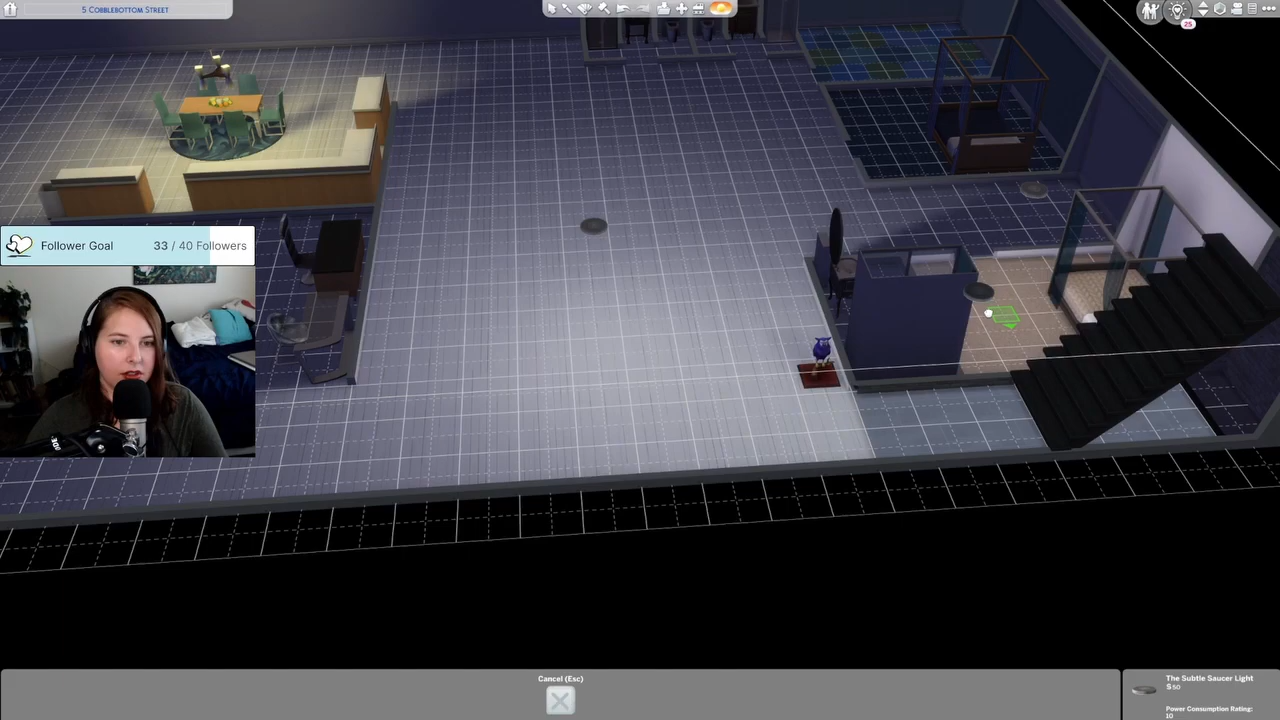 5 Cobblebottom Street
25
Follower Goal 33 / 40 Followers
Cancel (Esc)
The Subtle Saucer Light
§50
Power Consumption Rating:
10